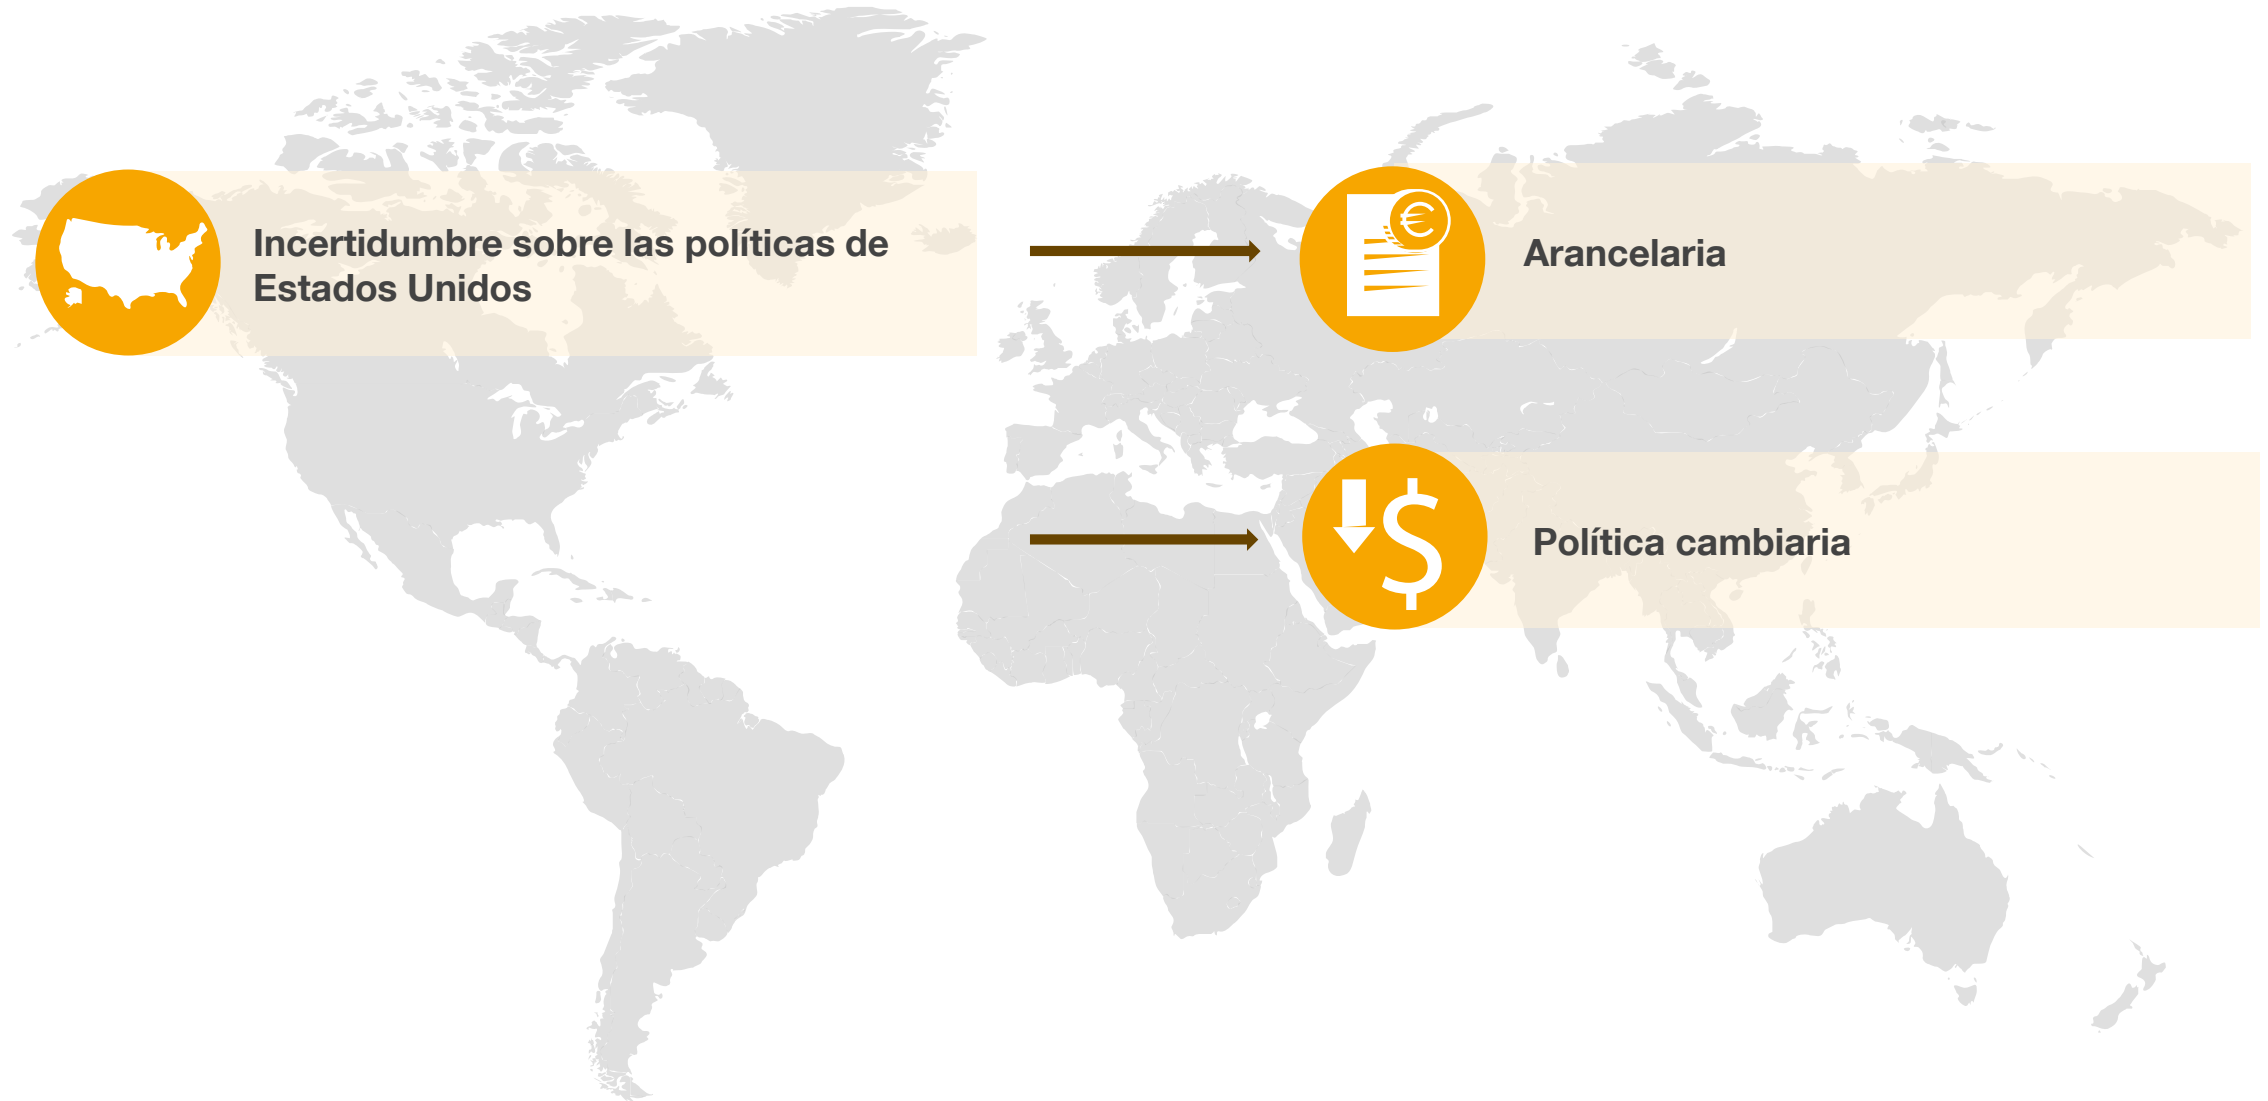 Incertidumbre sobre las políticas de
Estados Unidos
€
Arancelaria
$
Política cambiaria